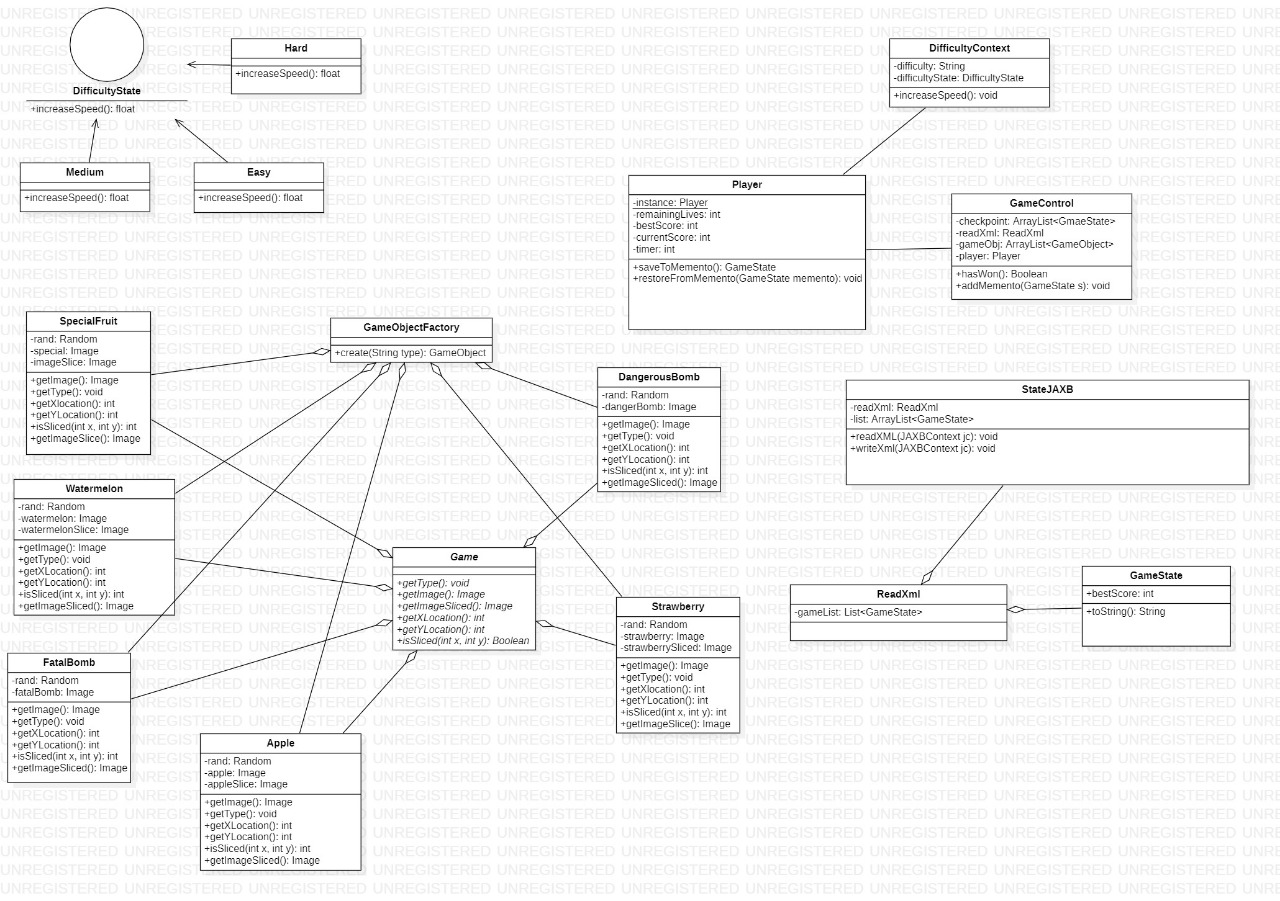 DifficultyState
+increaseSpeed(): float
Hard
+increaseSpeed(): float
Medium
+increaseSpeed(): float
Easy
+increaseSpeed(): float
DifficultyContext
-difficulty: String
-difficultyState: DifficultyState
+increaseSpeed(): void
Player
-instance: Player
-remainingLives: int
-bestScore: int
-currentScore: int
-timer: int
+saveToMemento(): GameState
+restoreFromMemento(GameState memento): void
GameControl
-checkpoint: ArrayList<GmaeState>
-readXml: ReadXml
-gameObj: ArrayList<GameObject>
-player: Player
+hasWon(): Boolean
+addMemento(GameState s): void
SpecialFruit
-rand: Random
-special: Image
-imageSlice: Image
+getImage(): Image
+getType(): void
+getXlocation(): int
+getYLocation(): int
+isSliced(int x, int y): int
+getImageSlice(): Image
GameObjectFactory
+create(String type): GameObject
DangerousBomb
-rand: Random
-dangerBomb: Image
+getImage(): Image
+getType(): void
+getXLocation(): int
+getYLocation(): int
+isSliced(int x, int y): int
+getImageSliced(): Image
StateJAXB
-readXml: ReadXml
-list: ArrayList<GameState>
+readXML(JAXBContext jc): void
+writeXml(JAXBContext jc): void
Watermelon
-rand: Random
-watermelon: Image
-watermelonSlice: Image
+getImage(): Image
+getType(): void
+getXLocation(): int
+getYLocation(): int
+isSliced(int x, int y): int
+getImageSliced(): Image
Game
+getType(): void
+getImage(): Image
+getImageSliced(): Image
+getXLocation(): int
+getYLocation(): int
+isSliced(int x, int y): Boolean
Strawberry
-rand: Random
-strawberry: Image
-strawberrySliced: Image
+getImage(): Image
+getType(): void
+getXlocation(): int
+getYLocation(): int
+isSliced(int x, int y): int
+getImageSlice(): Image
ReadXml
-gameList: List<GameState>
GameState
+bestScore: int
+toString(): String
FatalBomb
-rand: Random
-fatalBomb: Image
+getImage(): Image
+getType(): void
+getXLocation(): int
+getYLocation(): int
+isSliced(int x, int y): int
+getImageSliced(): Image
Apple
-rand: Random
-apple: Image
-appleSlice: Image
+getImage(): Image
+getType(): void
+getXLocation(): int
+getYLocation(): int
+isSliced(int x, int y): int
+getImageSliced(): Image